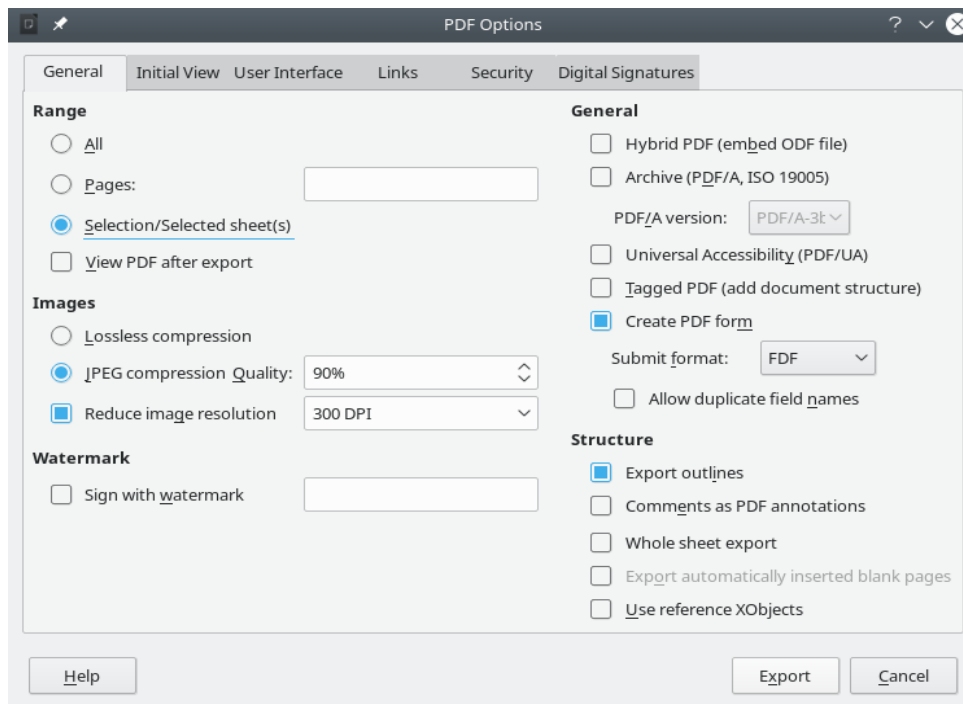 PDF Options
General Initial View User Interface Links Security Digital Signatures
Range
All
Pages:
Selection/Selected sheet(s)
View PDF after export
Images
Lossless compression
JPEG compression Quality: 90%
Reduce image resolution 300 DPI
Watermark
Sign with watermark
General
Hybrid PDF (embed ODF file)
Archive (PDF/A, ISO 19005)
PDF/A version: PDF/A-3b
Universal Accessibility (PDF/UA)
Tagged PDF (add document structure)
Create PDF form
Submit format: FDF
Allow duplicate field names
Structure
Export outlines
Comments as PDF annotations
Whole sheet export
Export automatically inserted blank pages
Use reference XObjects
Help Export Cancel